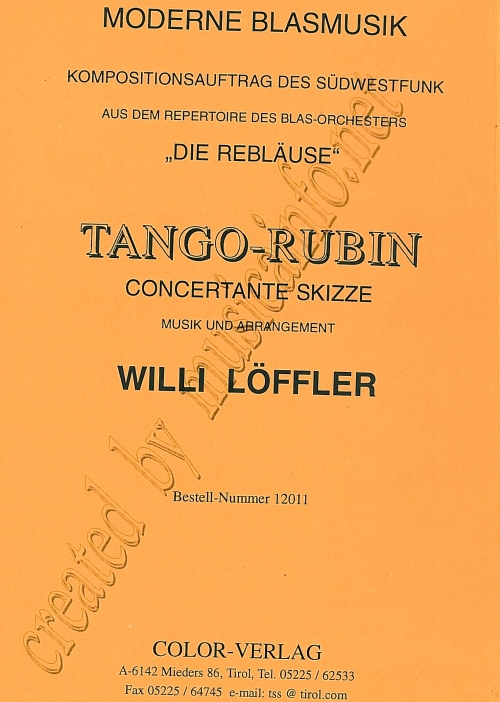 MODERNE BLASMUSIK
KOMPOSITIONSAUFTRAG DES SÜDWESTFUNK
AUS DEM REPERTOIRE DES BLAS-ORCHESTERS
„DIE REBLÄUSE“
TANGO-RUBIN
CONCERTANTE SKIZZE
MUSIK UND ARRANGEMENT
WILLI LÖFFLER
Bestell-Nummer 12011
COLOR-VERLAG
A-6142 Mieders 86, Tirol, Tel. 05225 / 62533
Fax 05225 / 64745 e-mail: tss @ tirol.com
created by musicainfo.net